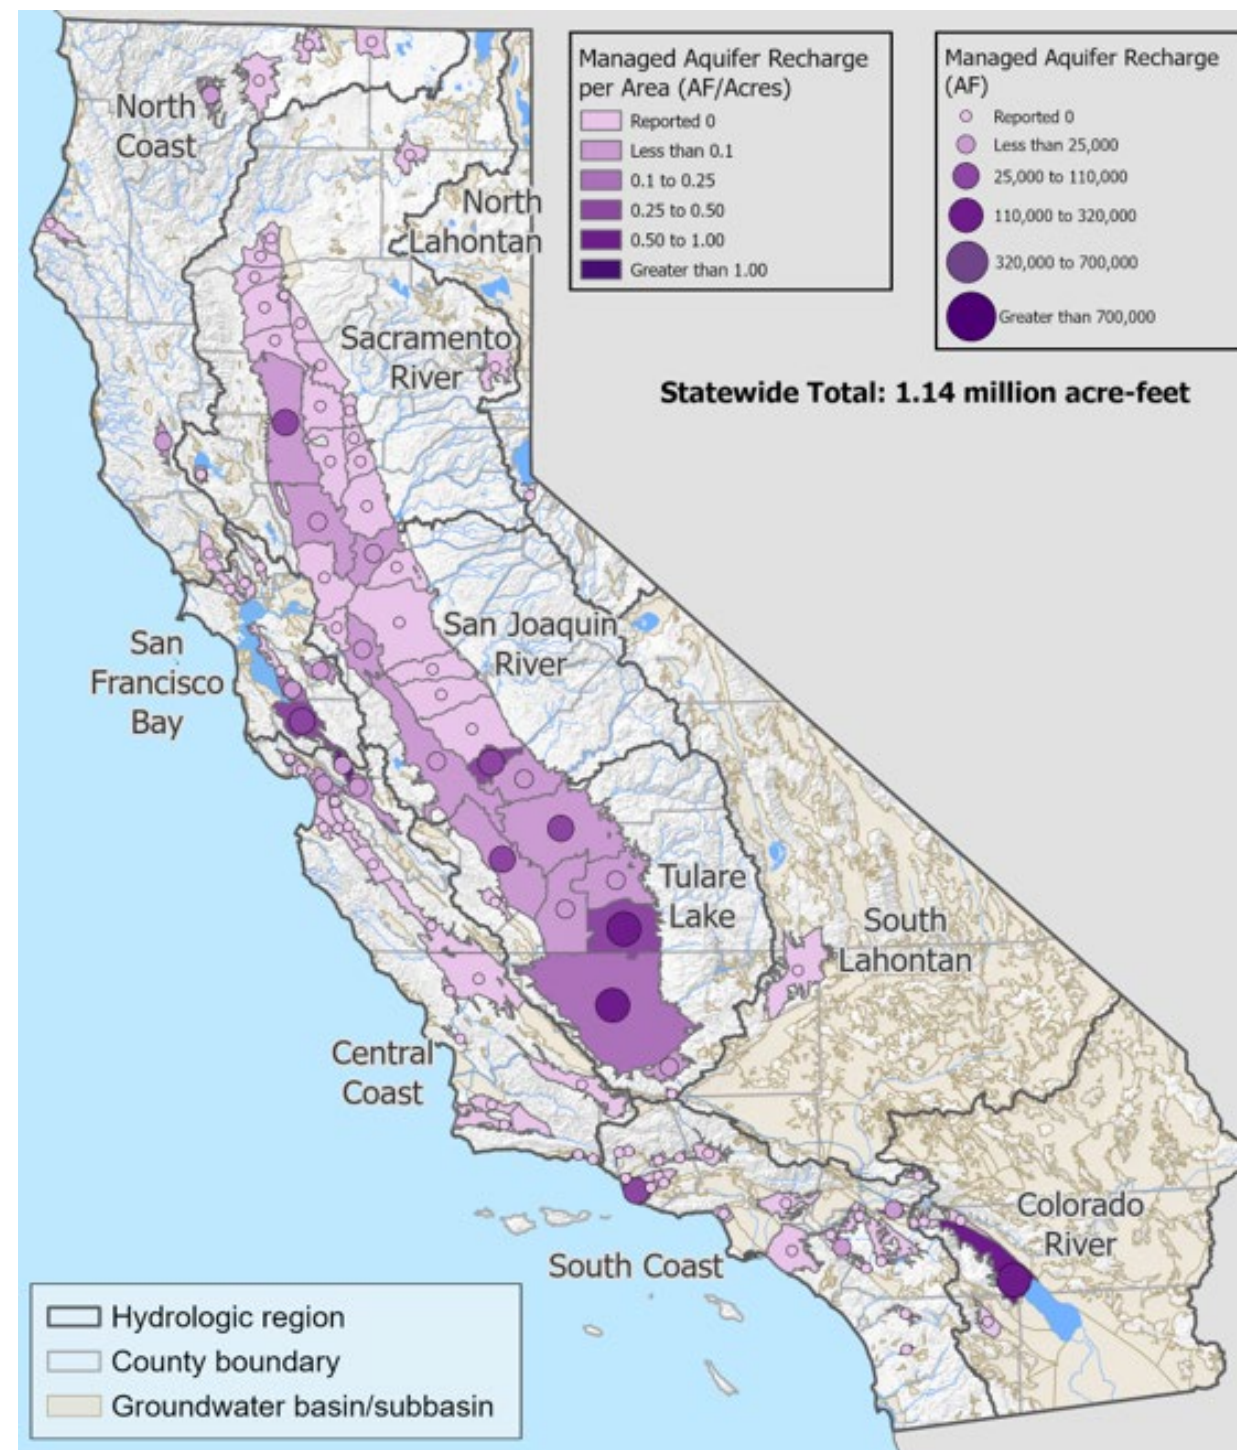 Managed Aquifer Recharge
per Area (AF/Acres)
Reported 0
Less than 0.1
0.1 to 0.25
0.25 to 0.50
0.50 to 1.00
Greater than 1.00
Managed Aquifer Recharge
(AF)
Reported 0
Less than 25,000
25,000 to 110,000
110,000 to 320,000
320,000 to 700,000
Greater than 700,000
Statewide Total: 1.14 million acre-feet
North
Coast
North
Lahontan
Sacramento
River
San Joaquin
River
San
Francisco
Bay
Tulare
Lake
South
Lahontan
Central
Coast
Colorado
River
South Coast
Hydrologic region
County boundary
Groundwater basin/subbasin